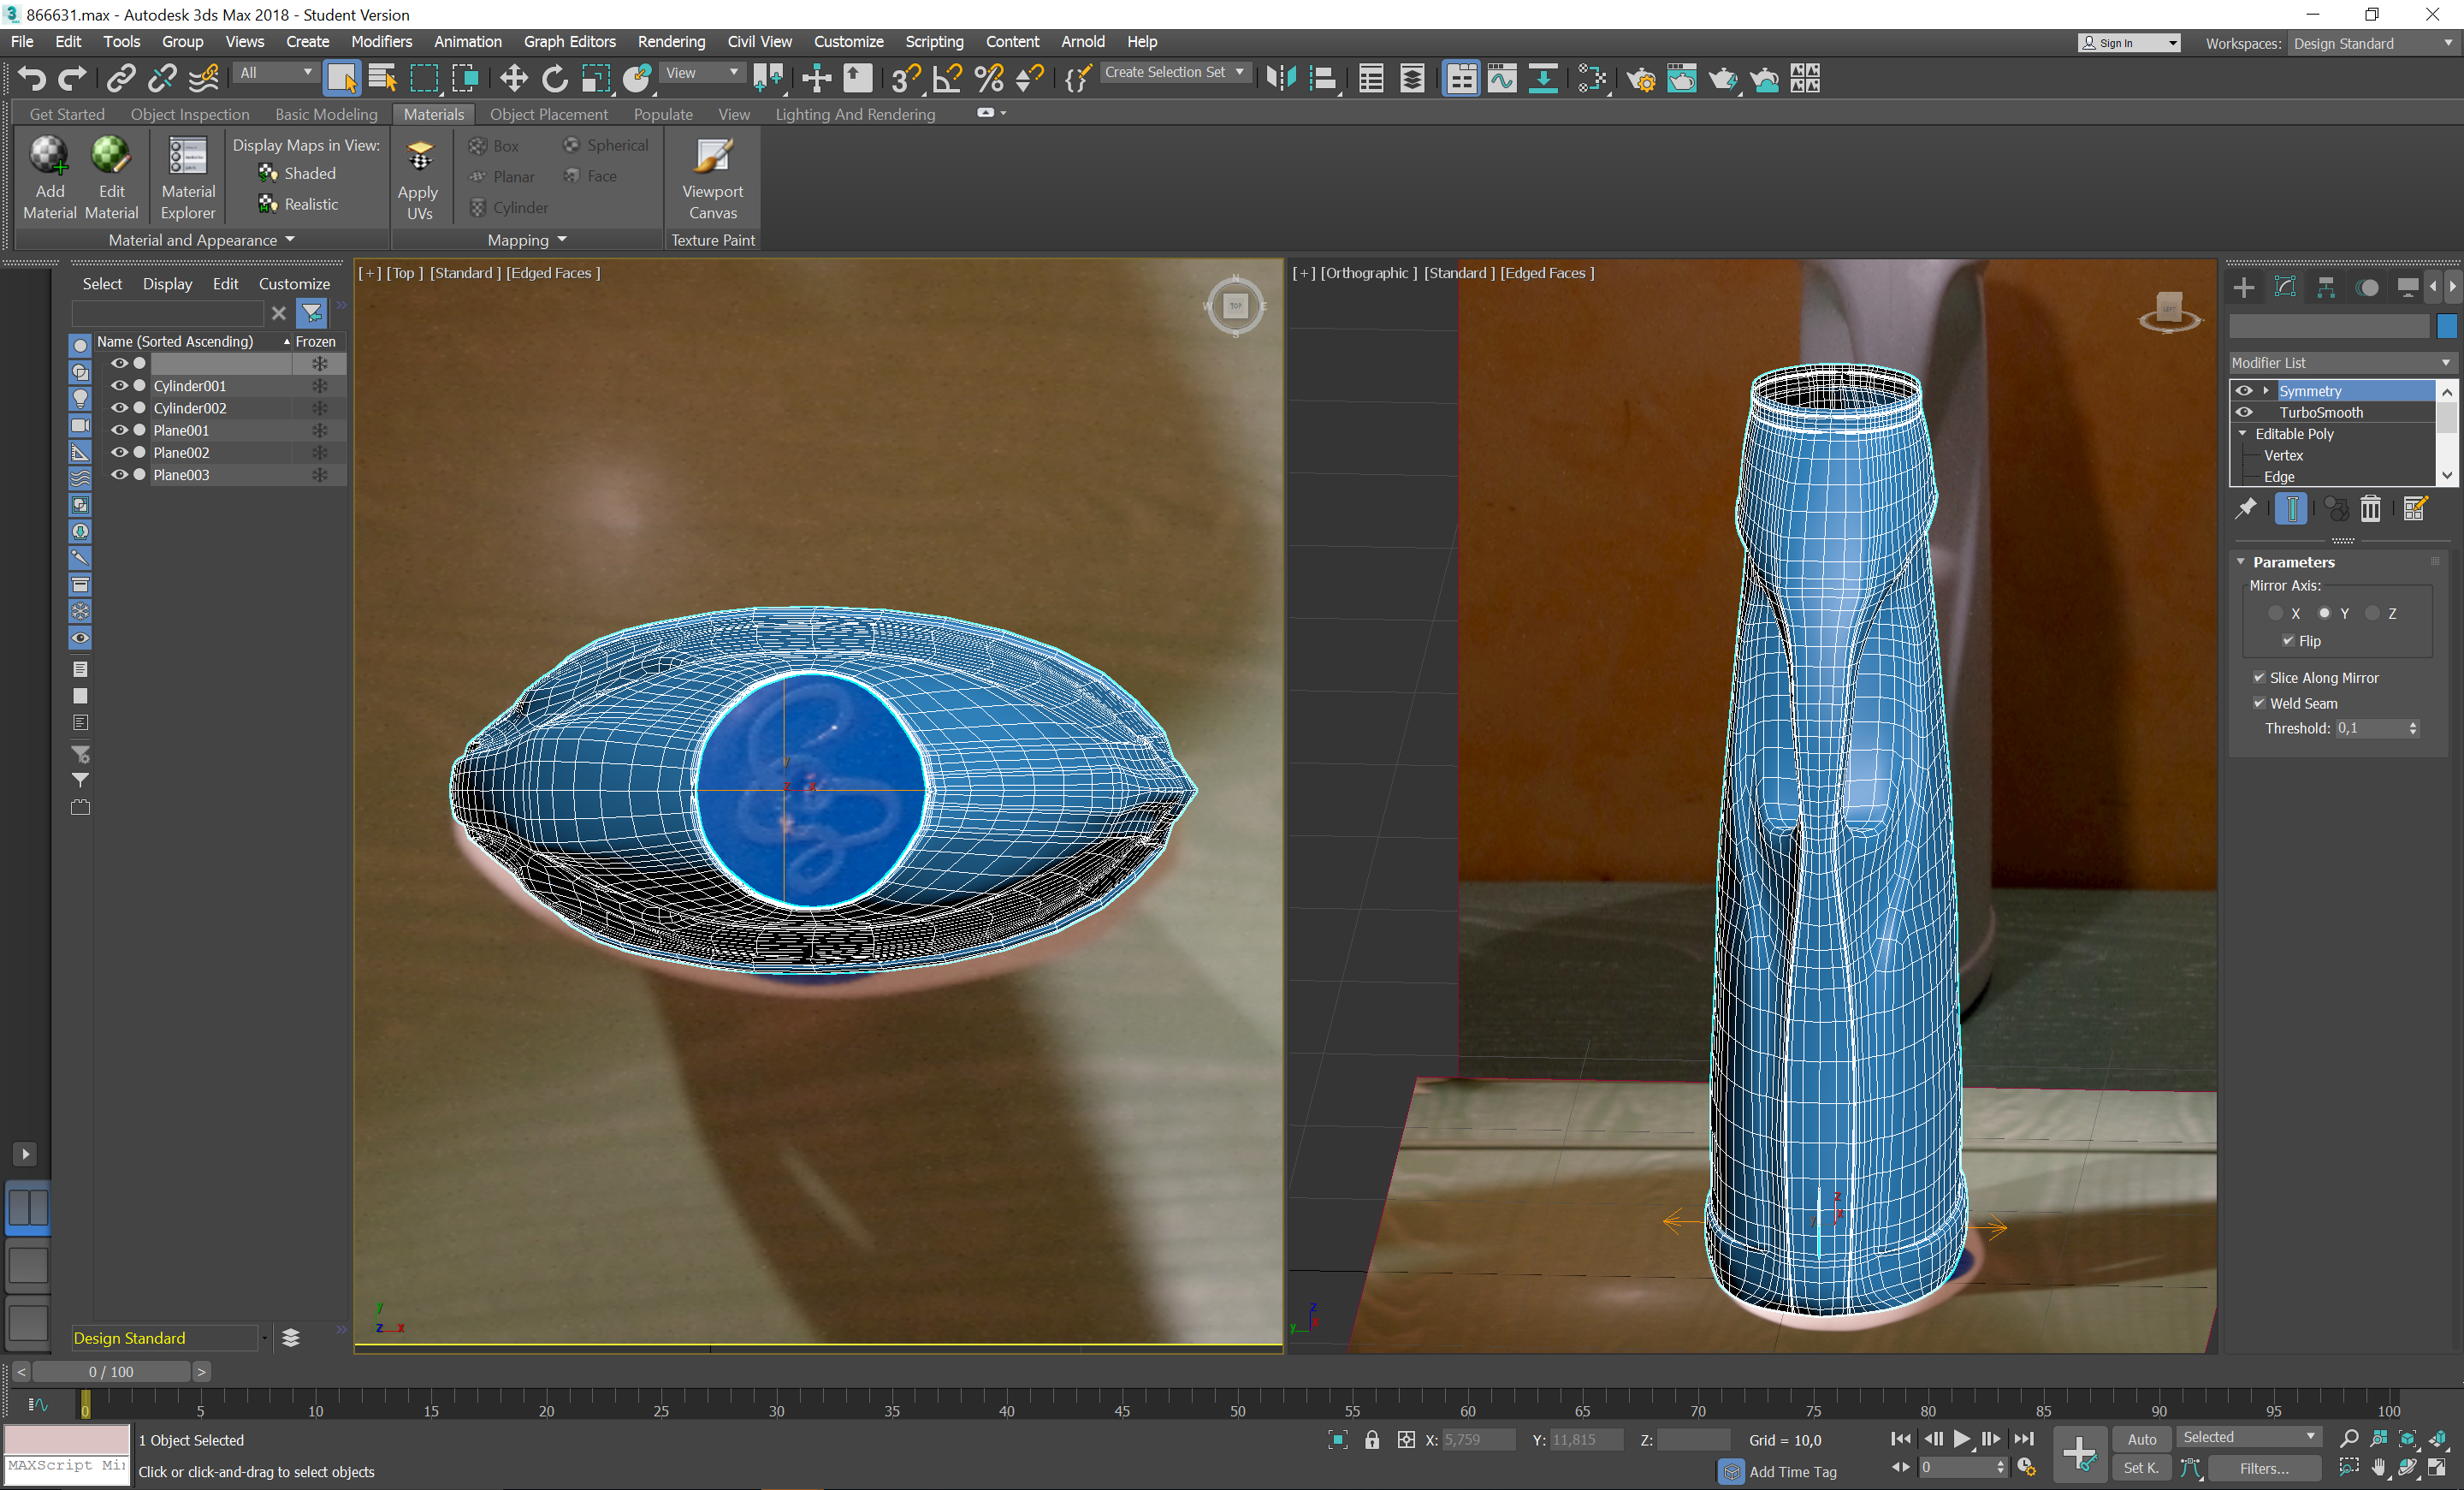 866631.max - Autodesk 3ds Max 2018 - Student Version
File Edit Tools Group Views Create Modifiers Animation Graph Editors Rendering Civil View Customize Scripting Content Arnold Help
Sign In
Workspaces: Design Standard
All
View
Create Selection Set
Get Started Object Inspection Basic Modeling Materials Object Placement Populate View Lighting And Rendering
Add Material
Edit Material
Material Explorer
Display Maps in View:
Shaded
Realistic
Material and Appearance
Apply UVs
Box
Spherical
Planar
Face
Cylinder
Mapping
Viewport Canvas
Texture Paint
Select Display Edit Customize
Name (Sorted Ascending) Frozen
Cylinder001
Cylinder002
Plane001
Plane002
Plane003
Design Standard
[+] [Top ] [Standard ] [Edged Faces ]
N
W
TOP
E
S
y
z x
y
z x
[+] [Orthographic ] [Standard ] [Edged Faces ]
LEFT
z
x
y
z
x
y
Modifier List
Symmetry
TurboSmooth
Editable Poly
Vertex
Edge
Parameters
Mirror Axis:
X Y Z
Flip
Slice Along Mirror
Weld Seam
Threshold: 0,1
< 0 / 100 >
0 5 10 15 20 25 30 35 40 45 50 55 60 65 70 75 80 85 90 95 100
1 Object Selected
MAXScript Mi
Click or click-and-drag to select objects
X: 5,759 Y: 11,815 Z:
Grid = 10,0
Add Time Tag
0
Auto
Selected
Set K.
Filters...